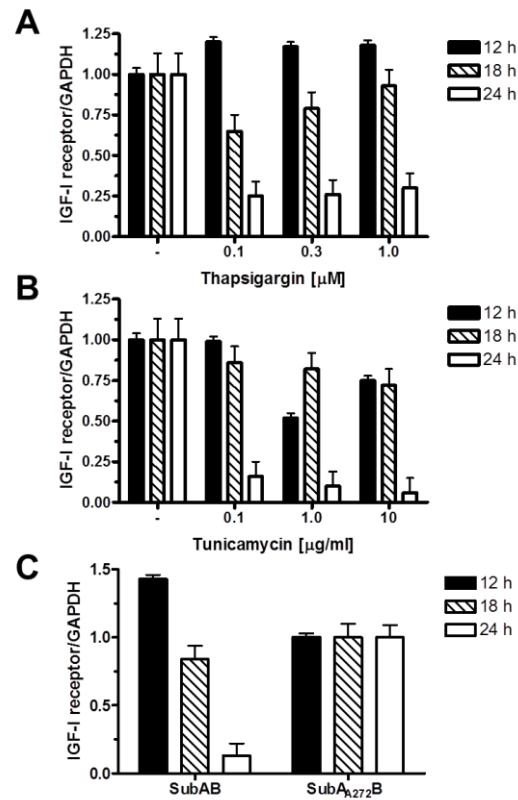 A
IGF-I receptor/GAPDH
1.25
1.00
0.75
0.50
0.25
0.00
- 0.1 0.3 1.0
Thapsigargin [μM]
12 h
18 h
24 h
B
IGF-I receptor/GAPDH
1.25
1.00
0.75
0.50
0.25
0.00
- 0.1 1.0 10
Tunicamycin [μg/ml]
12 h
18 h
24 h
C
IGF-I receptor/GAPDH
1.5
1.0
0.5
0.0
SubAB SubA_A272B
12 h
18 h
24 h